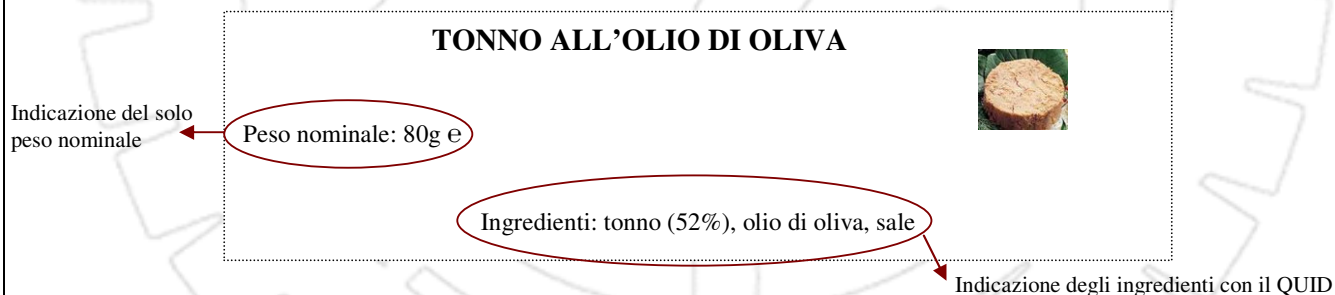 TONNO ALL’OLIO DI OLIVA
Indicazione del solo
peso nominale
Peso nominale: 80g ℮
Ingredienti: tonno (52%), olio di oliva, sale
Indicazione degli ingredienti con il QUID